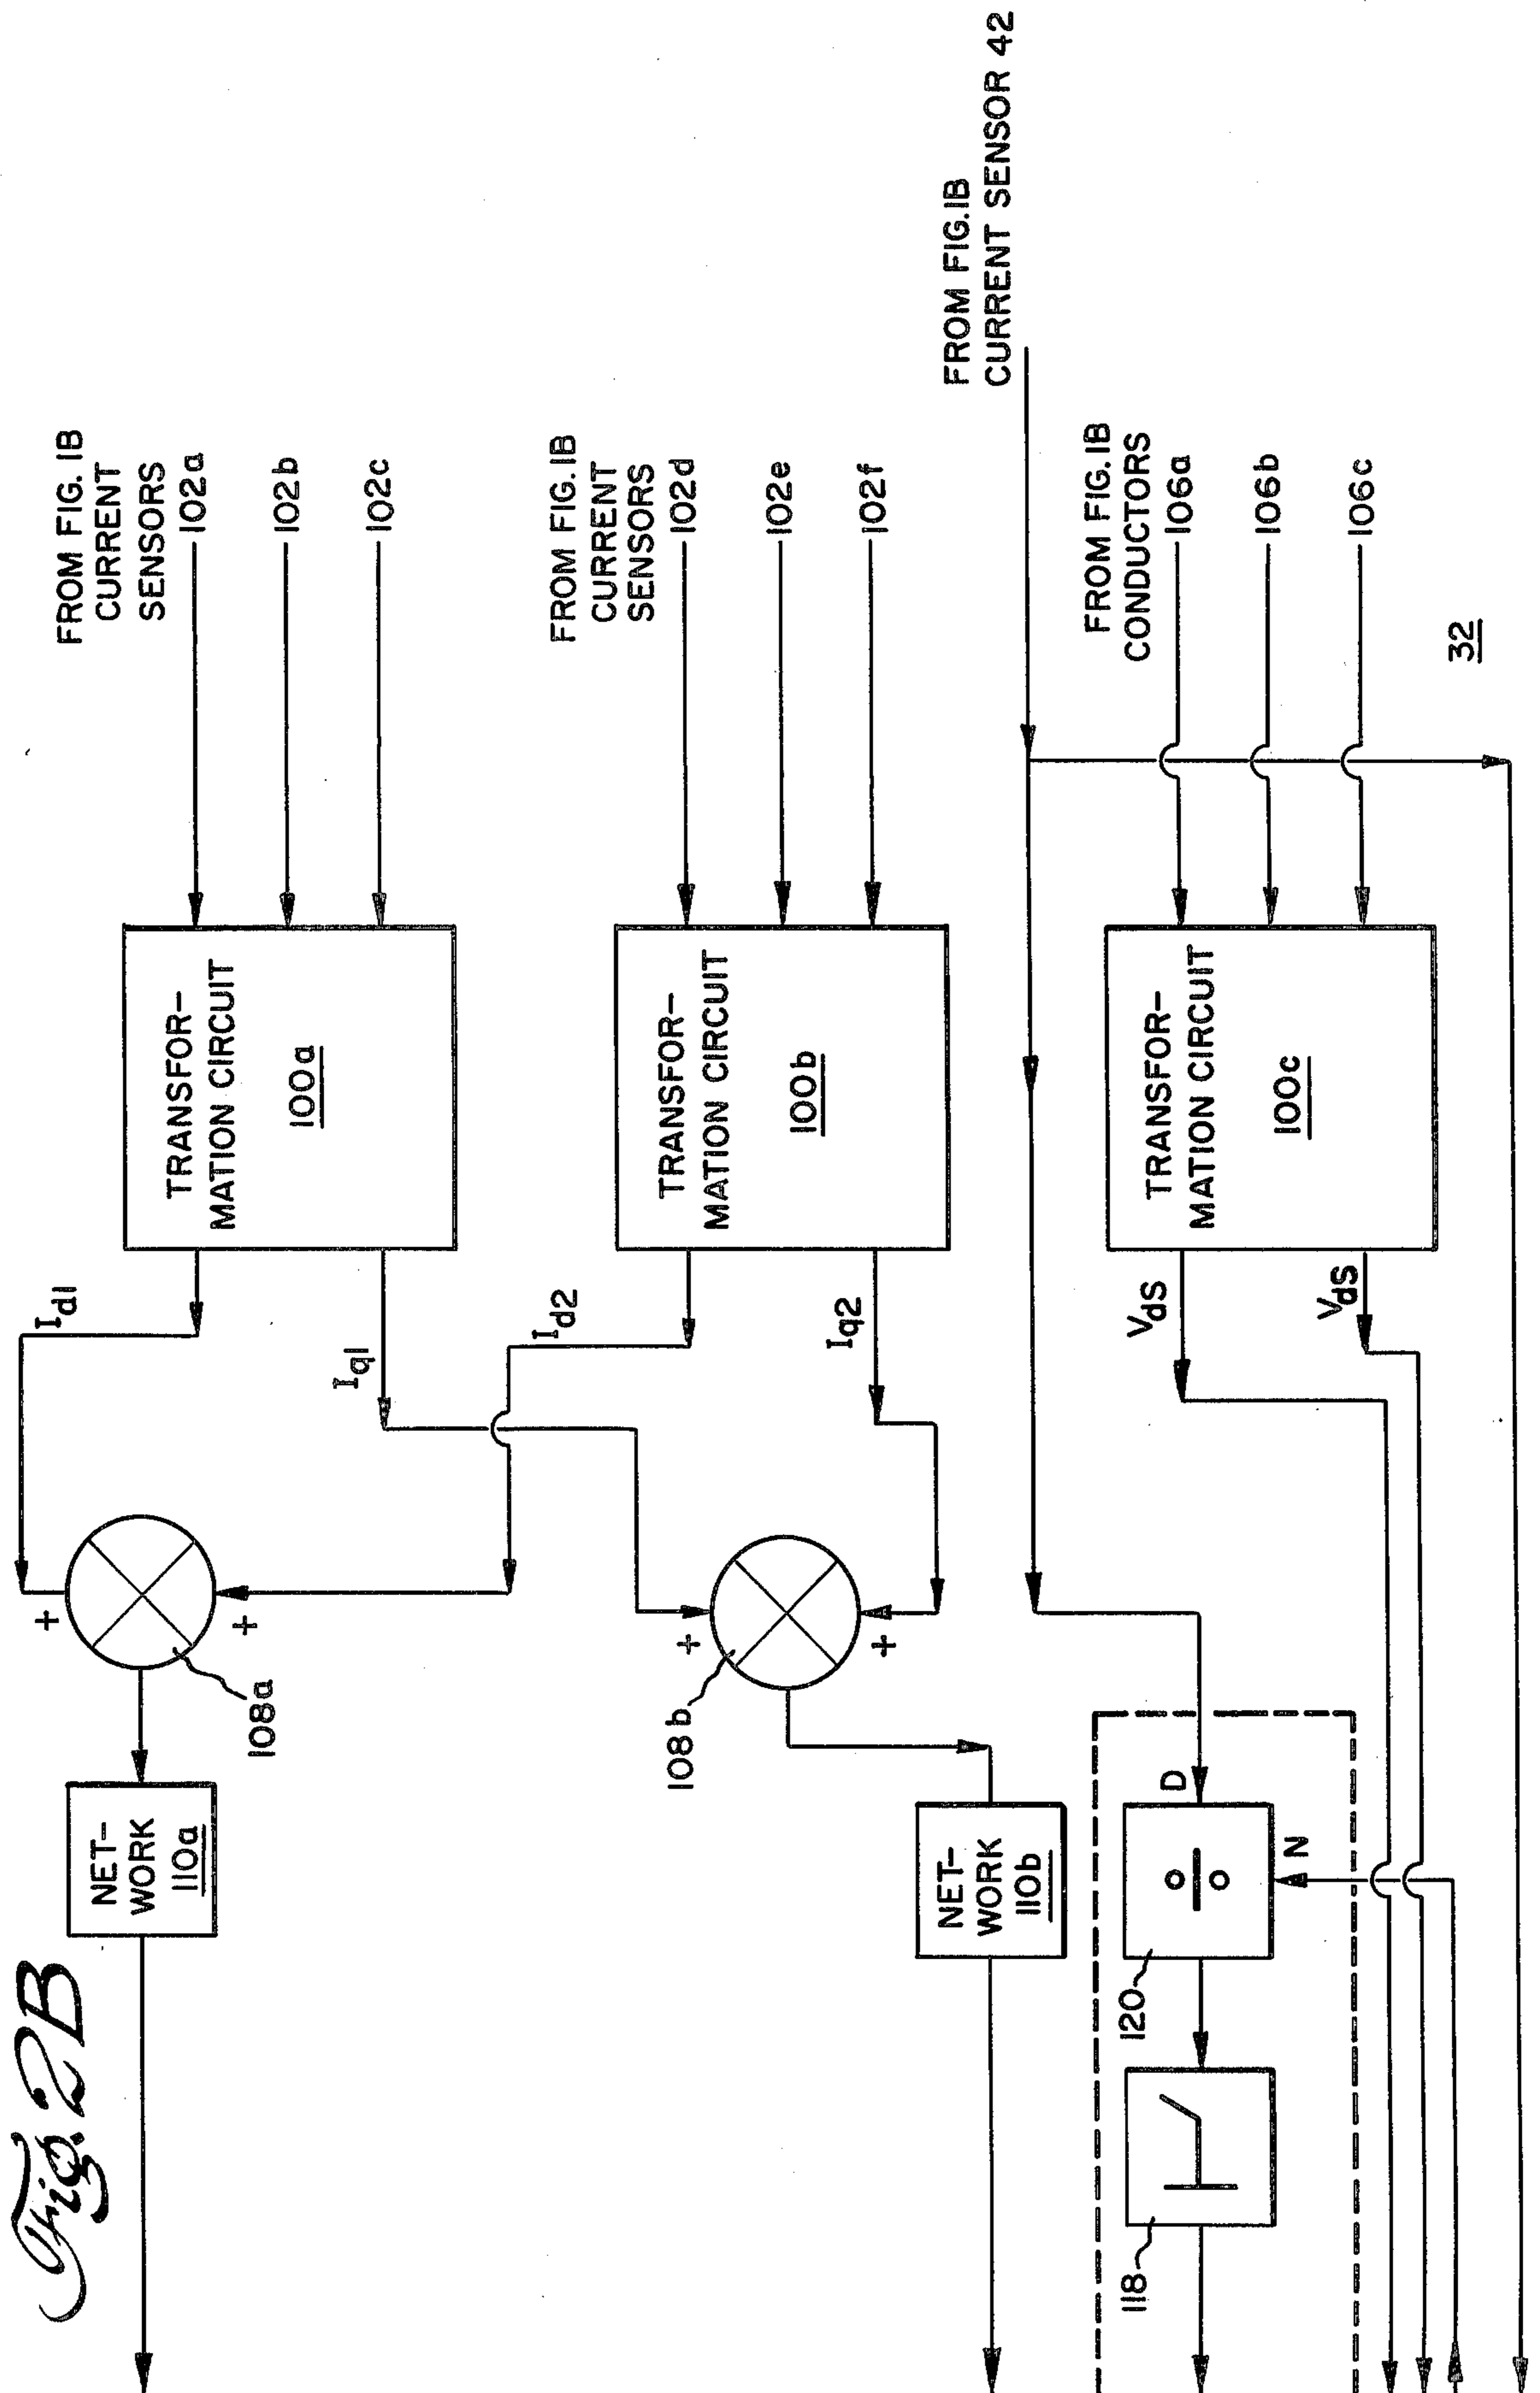 Fig. 2B
FROM FIG. 1B
CURRENT
SENSORS
102a
102b
102c
TRANSFOR-
MATION CIRCUIT
100a
Id1
Iq1
+
+
108a
NET-
WORK
110a
FROM FIG. 1B
CURRENT
SENSORS
102d
102e
102f
TRANSFOR-
MATION CIRCUIT
100b
Id2
Iq2
+
+
108b
NET-
WORK
110b
FROM FIG. 1B
CURRENT SENSOR 42
FROM FIG. 1B
CONDUCTORS
106a
106b
106c
TRANSFOR-
MATION CIRCUIT
100c
VdS
VdS
D
N
÷
120
118
32